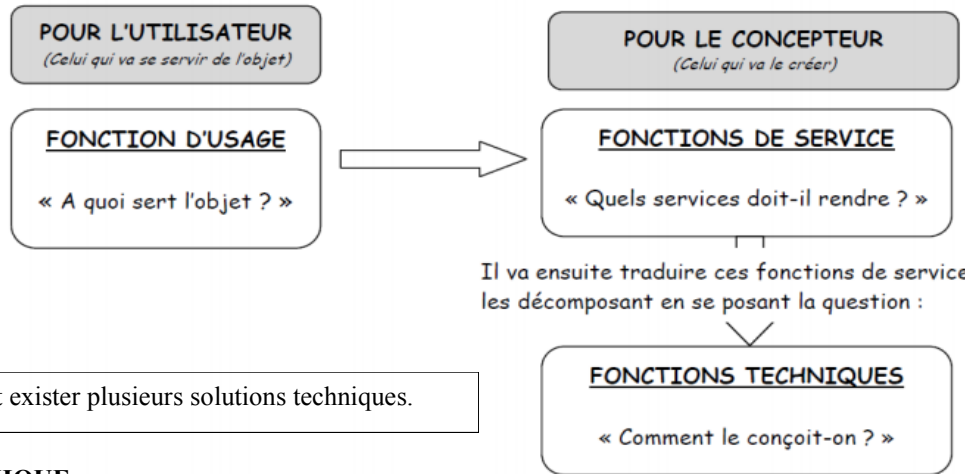 POUR L'UTILISATEUR
(Celui qui va se servir de l'objet)
FONCTION D'USAGE
« A quoi sert l'objet ? »
POUR LE CONCEPTEUR
(Celui qui va le créer)
FONCTIONS DE SERVICE
« Quels services doit-il rendre ? »
Il va ensuite traduire ces fonctions de service
les décomposant en se posant la question :
FONCTIONS TECHNIQUES
« Comment le conçoit-on ? »
exister plusieurs solutions techniques.